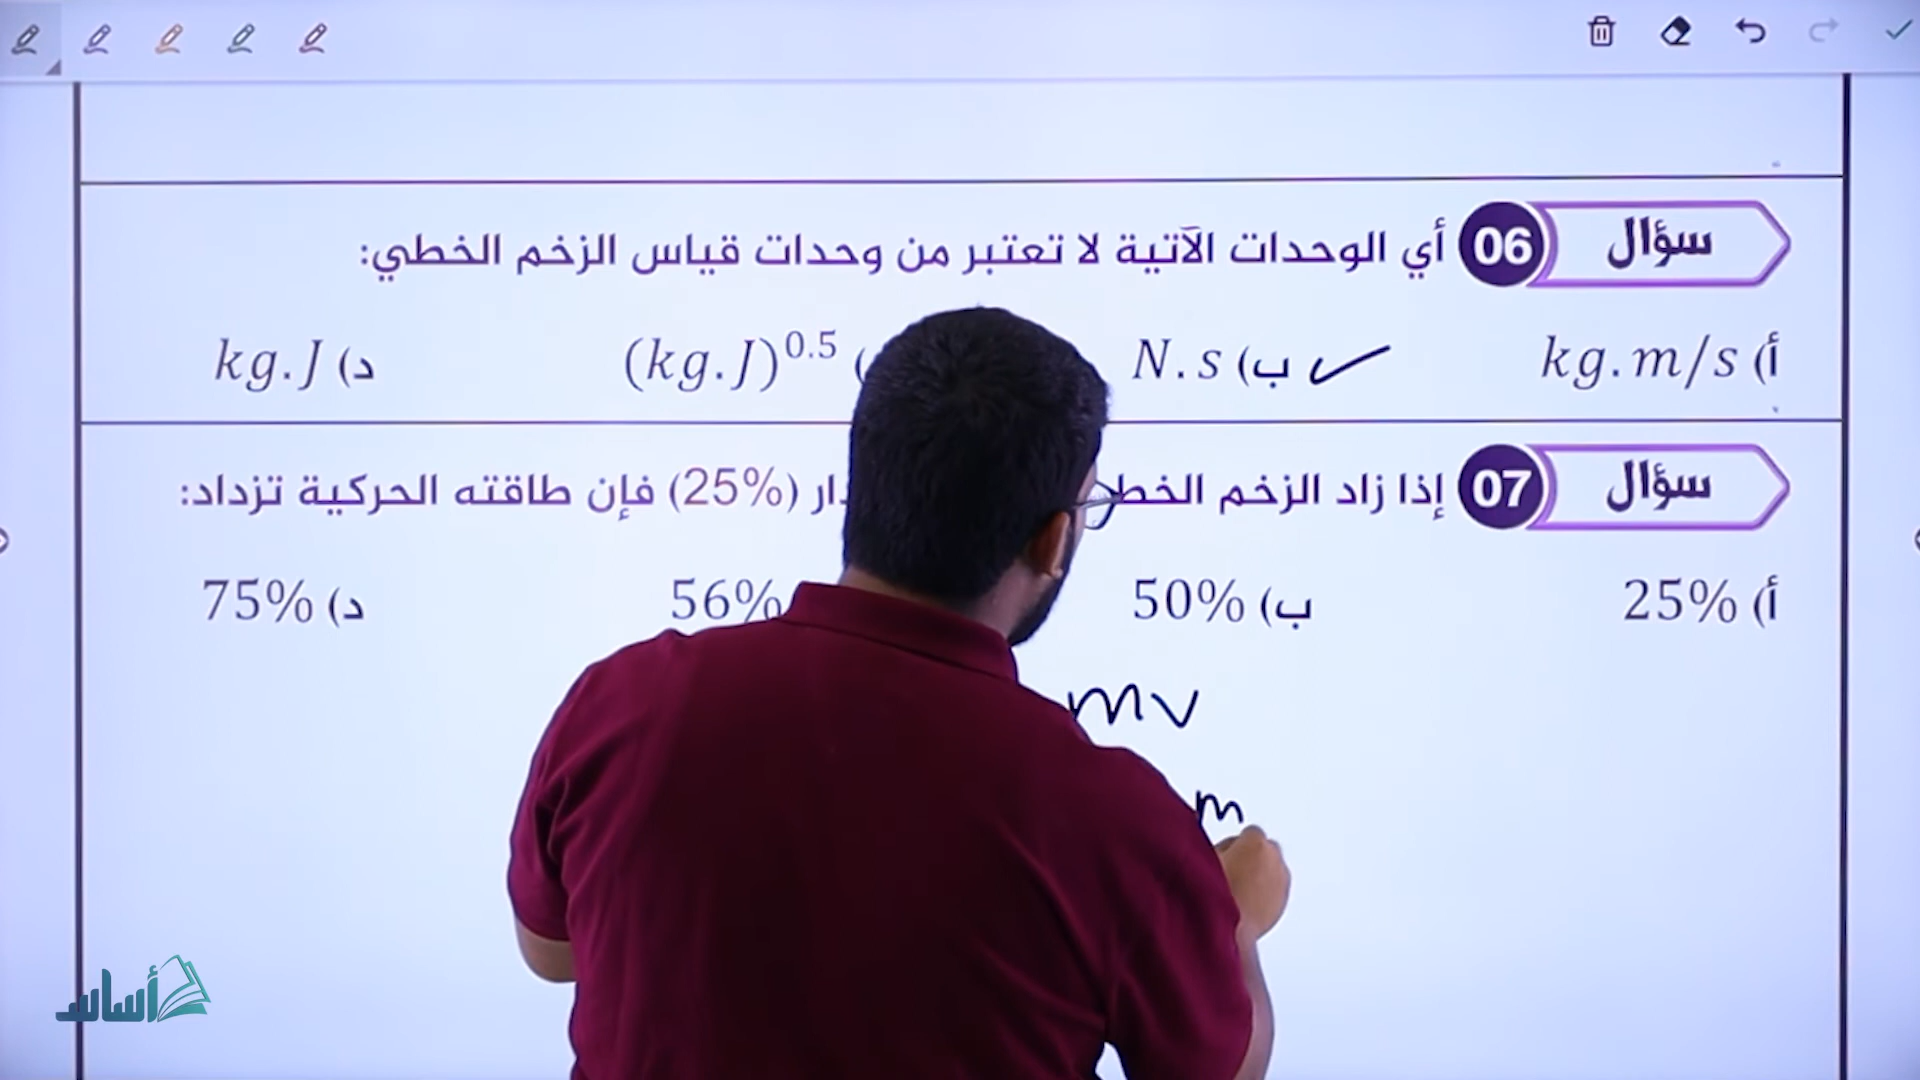 سؤال 06 أي الوحدات الآتية لا تعتبر من وحدات قياس الزخم الخطي:
أ) kg.m/s ب) N.s (kg.J)^0.5 د) kg.J
سؤال 07 إذا زاد الزخم (25%) فإن طاقته الحركية تزداد:
أ) 25% ب) 50% 56% د) 75%
mv
m
أساس